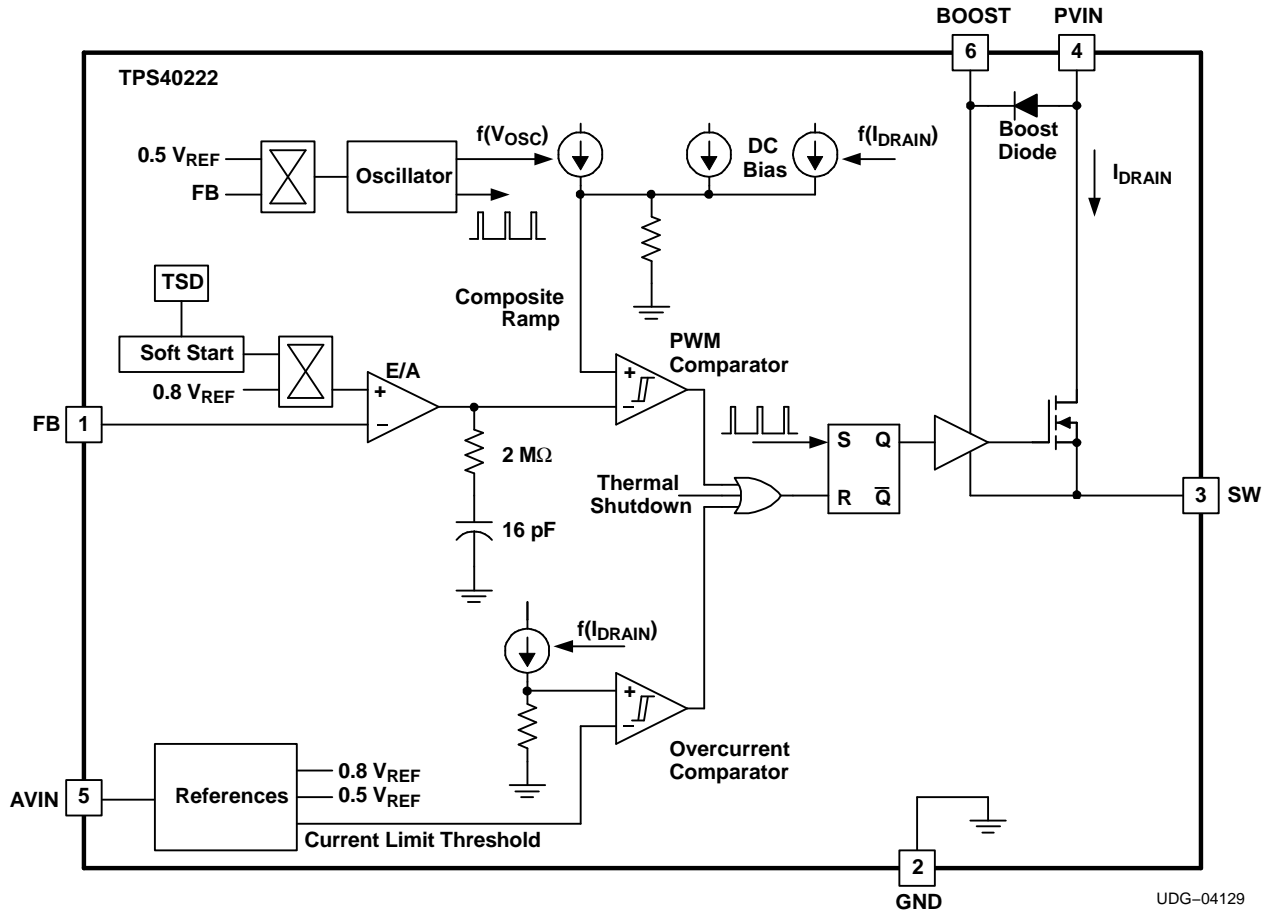 BOOST PVIN
6 4
TPS40222
Boost
Diode
f(VOSC) DC
Bias f(IDRAIN)
0.5 VREF
FB
Oscillator
IDRAIN
TSD
Soft Start
0.8 VREF
Composite
Ramp
PWM
Comparator
E/A
+
−
+
−
FB 1
2 MΩ
16 pF
Thermal
Shutdown
S Q
R Q̅
3 SW
f(IDRAIN)
+
−
Overcurrent
Comparator
AVIN 5
References
0.8 VREF
0.5 VREF
Current Limit Threshold
2
GND
UDG−04129